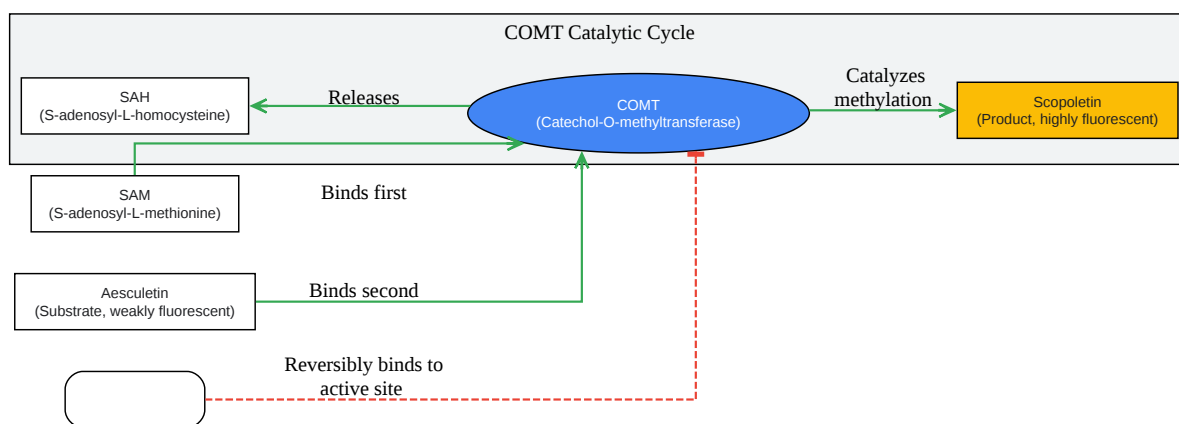 COMT Catalytic Cycle
SAH
(S-adenosyl-L-homocysteine)
Releases
COMT
(Catechol-O-methyltransferase)
Catalyzes
methylation
Scopoletin
(Product, highly fluorescent)
SAM
(S-adenosyl-L-methionine)
Binds first
Aesculetin
(Substrate, weakly fluorescent)
Binds second
Reversibly binds to
active site